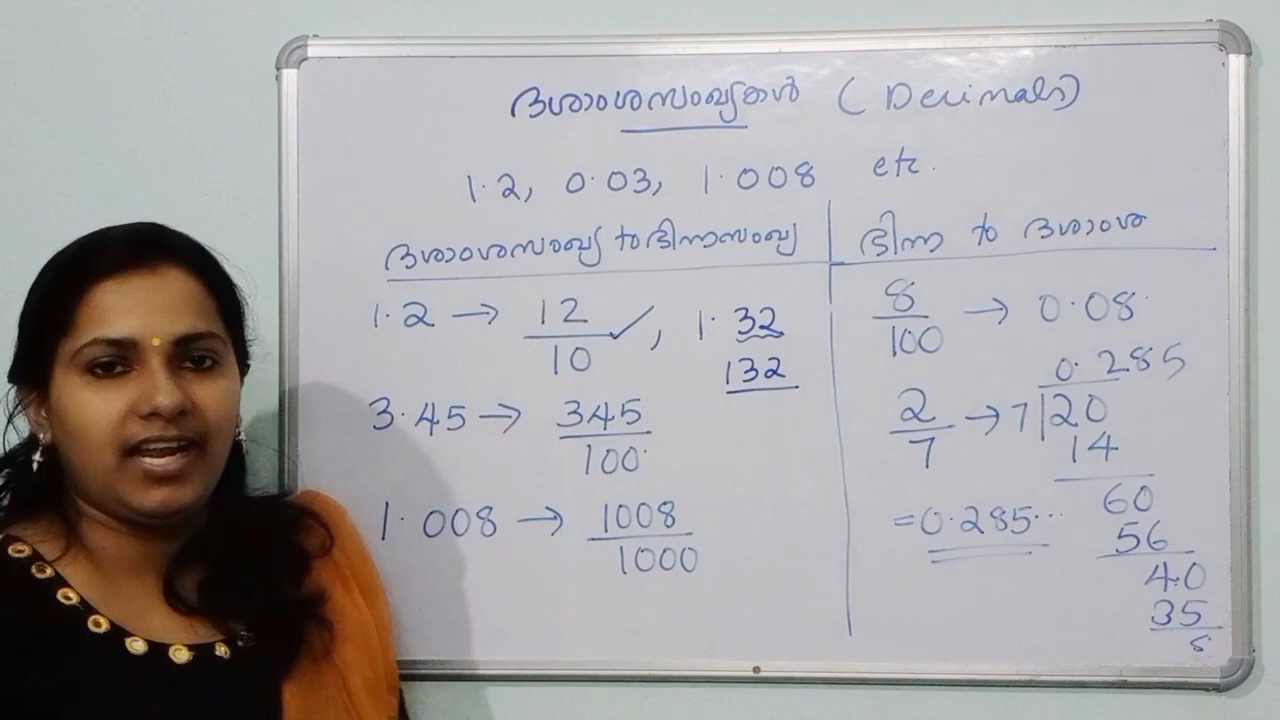 ദശാംശസംഖ്യകൾ (Decimals)
1.2, 0.03, 1.008 etc.
ദശാംശസംഖ്യ to ഭിന്നസംഖ്യ
1.2 → 12/10 ✓, 1.32
132
3.45 → 345/100
1.008 → 1008/1000
ഭിന്ന to ദശാംശ
8/100 → 0.08
0.285
2/7 → 7|20
14
60
= 0.285...
56
40
35